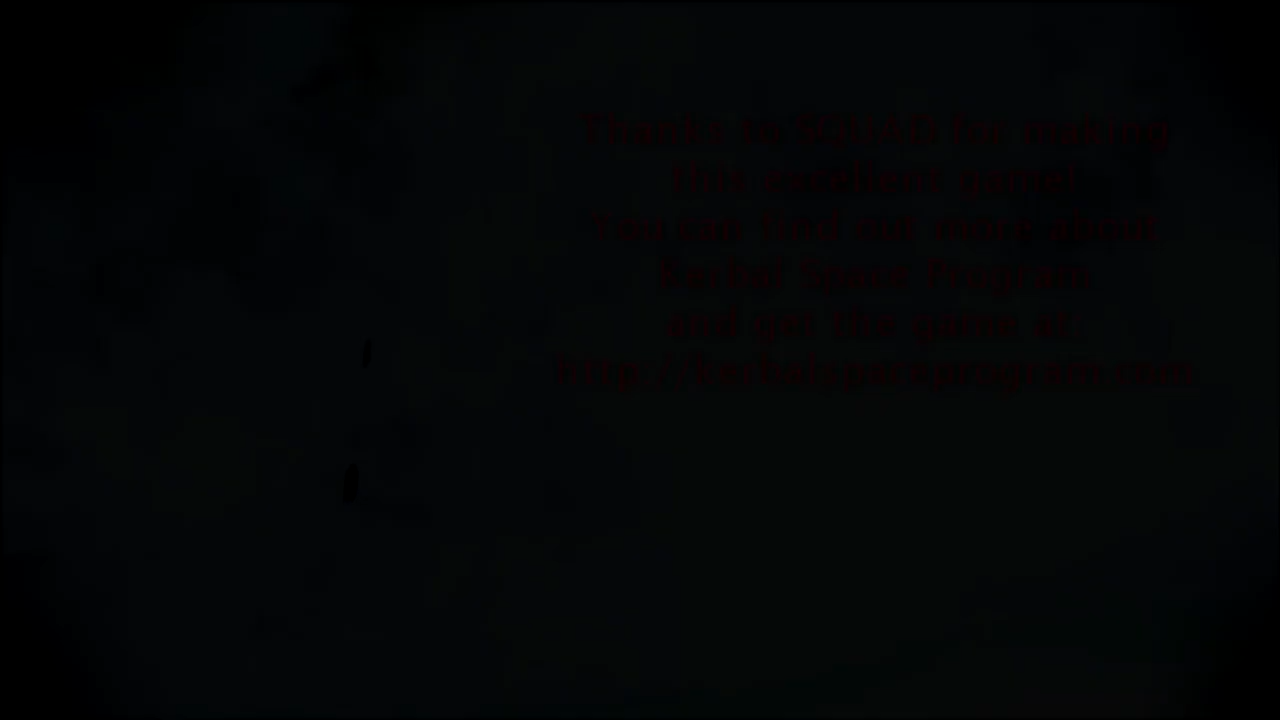 Thanks to SQUAD for making
this excellent game!
You can find out more about
Kerbal Space Program
and get the game at:
http://kerbalspaceprogram.com